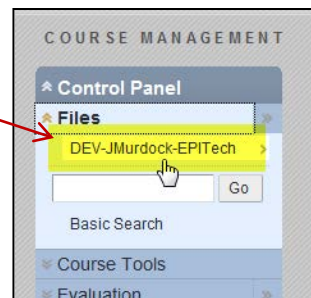 COURSE MANAGEMENT
Control Panel
Files
DEV-JMurdock-EPITech
Go
Basic Search
Course Tools
Evaluation